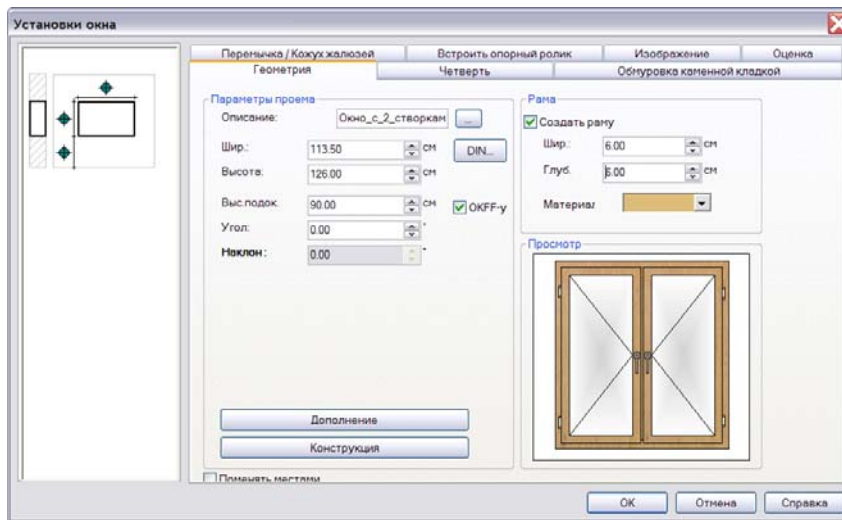 Установки окна
Перемычка / Кожух жалюзей
Встроить опорный ролик
Изображение
Оценка
Геометрия
Четверть
Обмуровка каменной кладкой
Параметры проема
Описание: Окно_с_2_створкам ...
Шир.: 113.50 см DIN...
Высота: 126.00 см
Выс.подок. 90.00 см OKFF-у
Угол: 0.00 °
Наклон: 0.00 °
Дополнение
Конструкция
Поменять местами
Рама
Создать раму
Шир.: 6.00 см
Глуб. 6.00 см
Материал
Просмотр
OK
Отмена
Справка